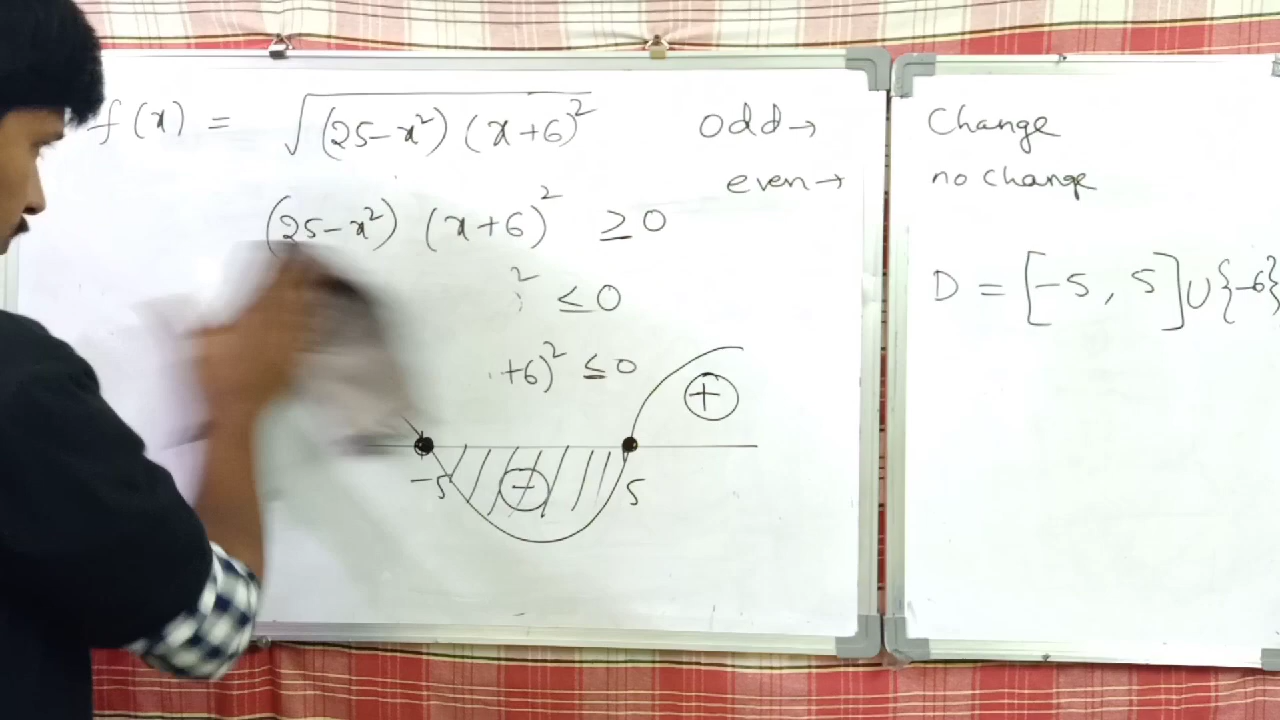 f(x) = √(25-x²) (x+6)²
odd→ Change
even→ no change
(25-x²) (x+6)² ≥0
² ≤0
+6)² ≤0
D = [-5, 5]∪{-6}
+
-
-5 5